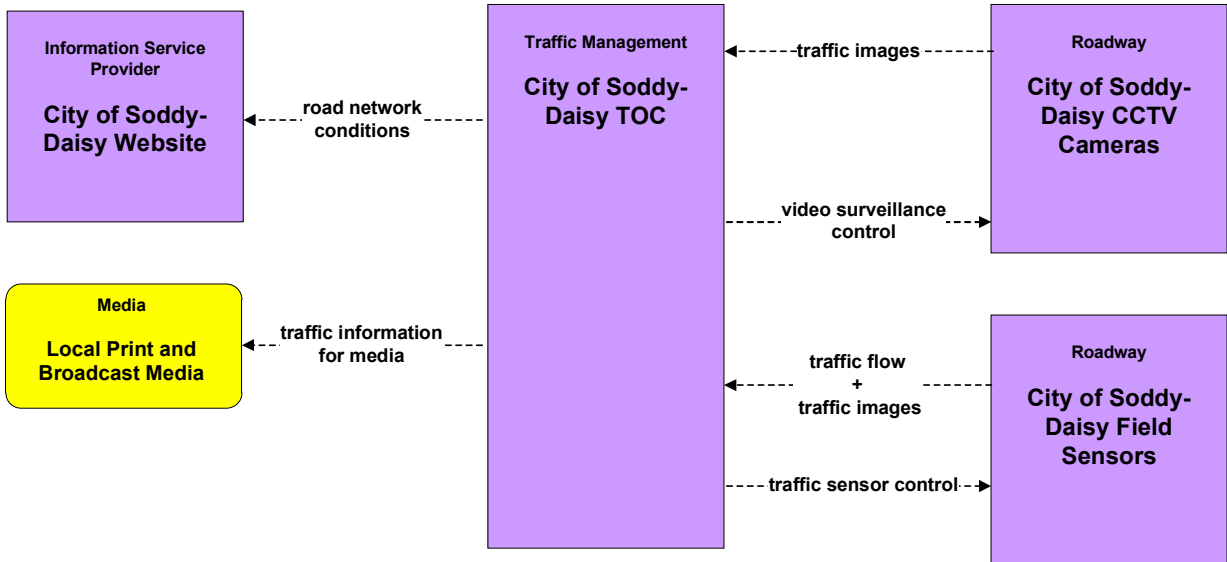 Information Service
Provider
City of Soddy-
Daisy Website
road network
conditions
Media
Local Print and
Broadcast Media
traffic information
for media
Traffic Management
City of Soddy-
Daisy TOC
traffic images
video surveillance
control
Roadway
City of Soddy-
Daisy CCTV
Cameras
traffic flow
+
traffic images
traffic sensor control
Roadway
City of Soddy-
Daisy Field
Sensors